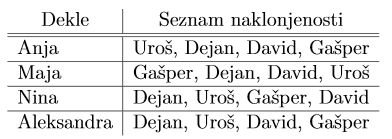 Dekle Seznam naklonjenosti
Anja Uroš, Dejan, David, Gašper
Maja Gašper, Dejan, David, Uroš
Nina Dejan, Uroš, Gašper, David
Aleksandra Dejan, Uroš, David, Gašper